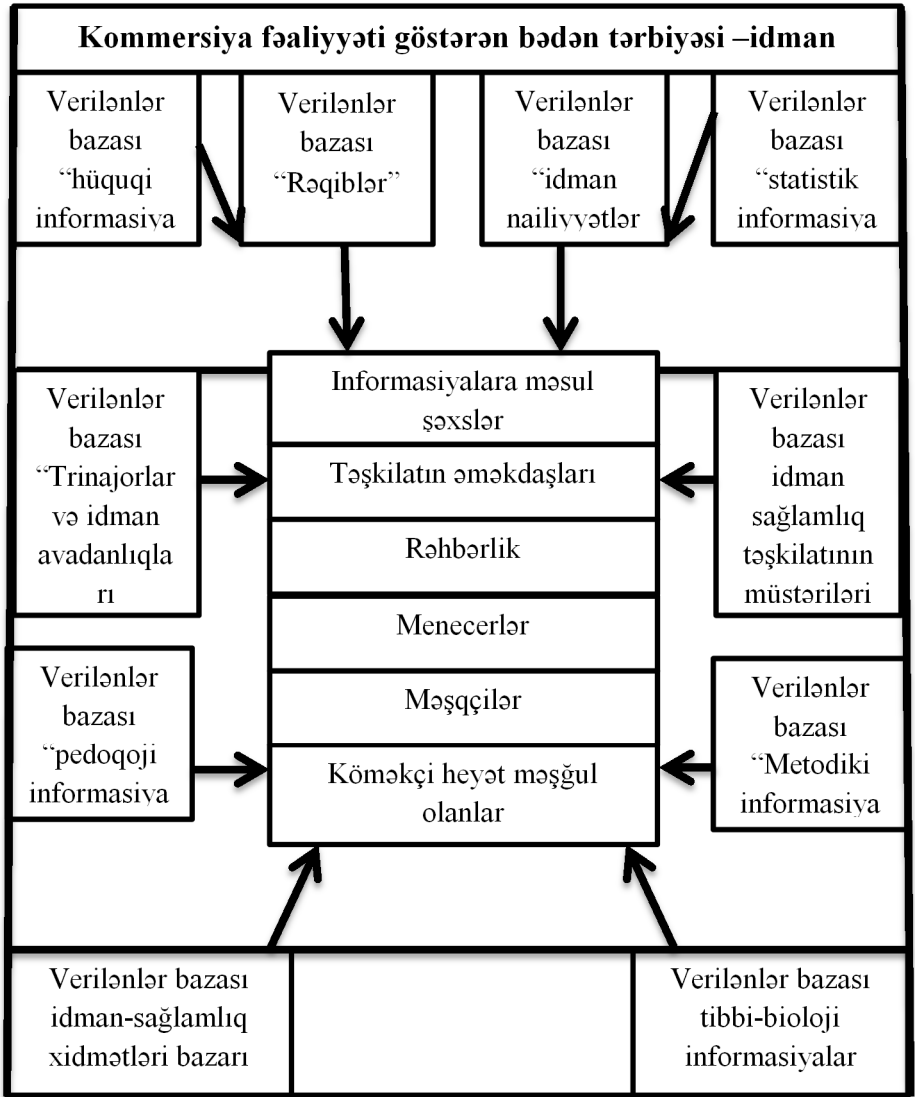 Kommersiya fəaliyyəti göstərən bədən tərbiyəsi –idman
Verilənlər
bazası
“hüquqi
informasiya
Verilənlər
bazası
“Rəqiblər”
Verilənlər
bazası
“idman
nailiyyətlər
Verilənlər
bazası
“statistik
informasiya
Verilənlər
bazası
“Trinajorlar
və idman
avadanlıqla
rı
Informasiyalara məsul
şəxslər
Təşkilatın əməkdaşları
Rəhbərlik
Menecerlər
Məşqçilər
Köməkçi heyət məşğul
olanlar
Verilənlər
bazası
idman
sağlamlıq
təşkilatının
müstəriləri
Verilənlər
bazası
“pedoqoji
informasiya
Verilənlər
bazası
“Metodiki
informasiya
Verilənlər bazası
idman-sağlamlıq
xidmətləri bazarı
Verilənlər bazası
tibbi-bioloji
informasiyalar